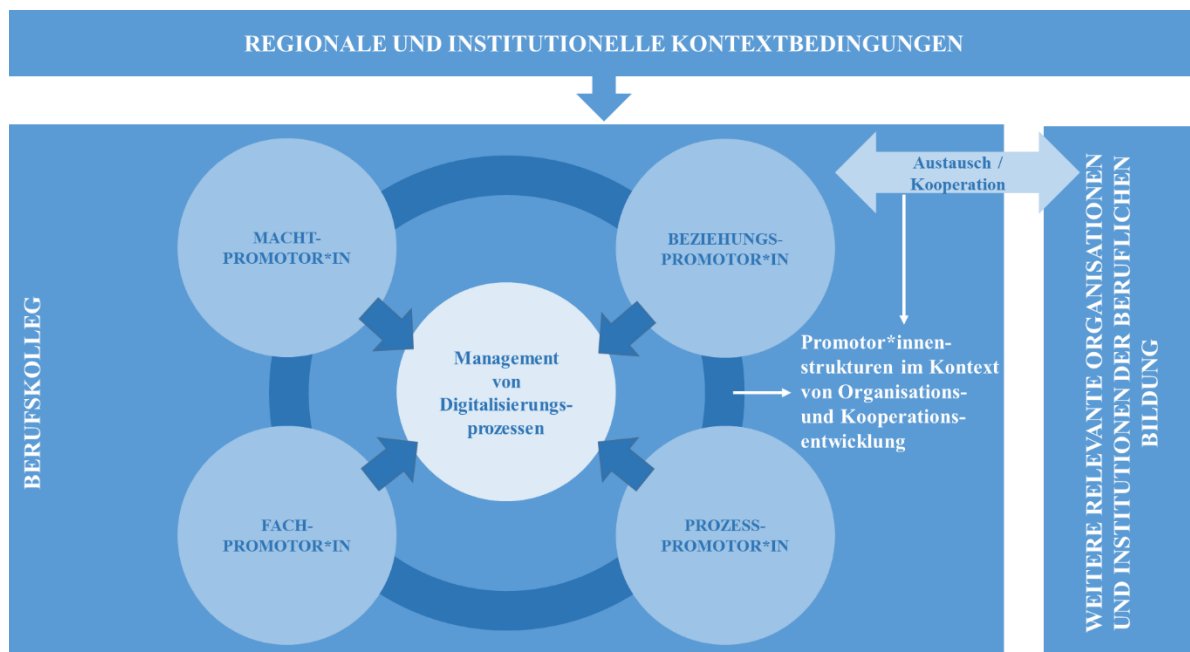 REGIONALE UND INSTITUTIONELLE KONTEXTBEDINGUNGEN
BERUFSKOLLEG
MACHT-
PROMOTOR*IN
BEZIEHUNGS-
PROMOTOR*IN
Austausch /
Kooperation
Management
von
Digitalisierungs-
prozessen
Promotor*innen-
strukturen im Kontext
von Organisations-
und Kooperations-
entwicklung
FACH-
PROMOTOR*IN
PROZESS-
PROMOTOR*IN
WEITERE RELEVANTE ORGANISATIONEN
UND INSTITUTIONEN DER BERUFLICHEN
BILDUNG